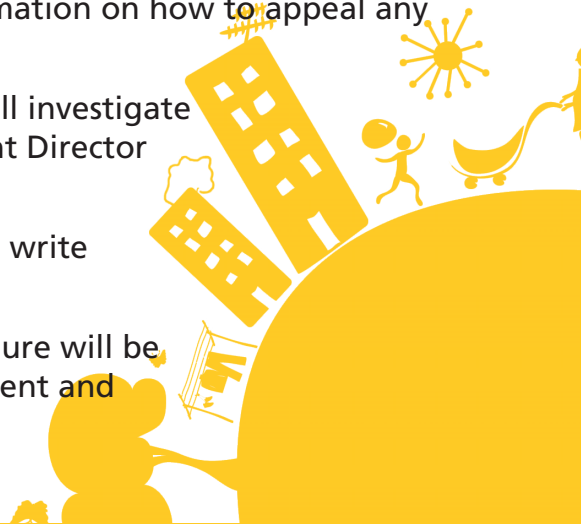 mation on how to appeal any
ll investigate
nt Director
write
ure will be
ent and